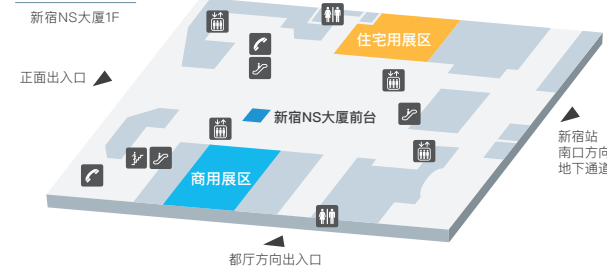 新宿NS大厦1F
住宅用展区
正面出入口
新宿NS大厦前台
新宿站
南口方向
地下通道
商用展区
都厅方向出入口